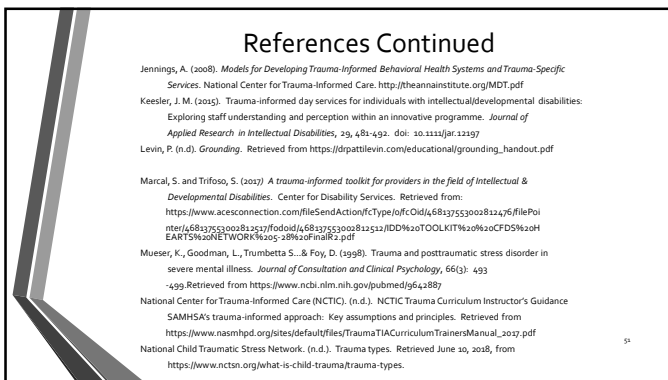 References Continued
Jennings, A. (2008). Models for Developing Trauma-Informed Behavioral Health Systems and Trauma-Specific
Services. National Center for Trauma-Informed Care. http://theannainstitute.org/MDT.pdf
Keesler, J. M. (2015). Trauma-informed day services for individuals with intellectual/developmental disabilities:
Exploring staff understanding and perception within an innovative programme. Journal of
Applied Research in Intellectual Disabilities, 29, 481-492. doi: 10.1111/jar.12197
Levin, P. (n.d). Grounding. Retrieved from https://drpattilevin.com/educational/grounding_handout.pdf
Marcal, S. and Trifoso, S. (2017) A trauma-informed toolkit for providers in the field of Intellectual &
Developmental Disabilities. Center for Disability Services. Retrieved from:
https://www.acesconnection.com/fileSendAction/fcType/0/fcOid/468137553002812476/filePoi
nter/468137553002812517/fodoid/468137553002812512/IDD%20TOOLKIT%20%20CFDS%20H
EARTS%20NETWORK%205-28%20FinalR2.pdf
Mueser, K., Goodman, L., Trumbetta S...& Foy, D. (1998). Trauma and posttraumatic stress disorder in
severe mental illness. Journal of Consultation and Clinical Psychology, 66(3): 493
-499.Retrieved from https://www.ncbi.nlm.nih.gov/pubmed/9642887
National Center for Trauma-Informed Care (NCTIC). (n.d.). NCTIC Trauma Curriculum Instructor's Guidance
SAMHSA's trauma-informed approach: Key assumptions and principles. Retrieved from
https://www.nasmhpd.org/sites/default/files/TraumaTIACurriculumTrainersManual_2017.pdf
51
National Child Traumatic Stress Network. (n.d.). Trauma types. Retrieved June 10, 2018, from
https://www.nctsn.org/what-is-child-trauma/trauma-types.